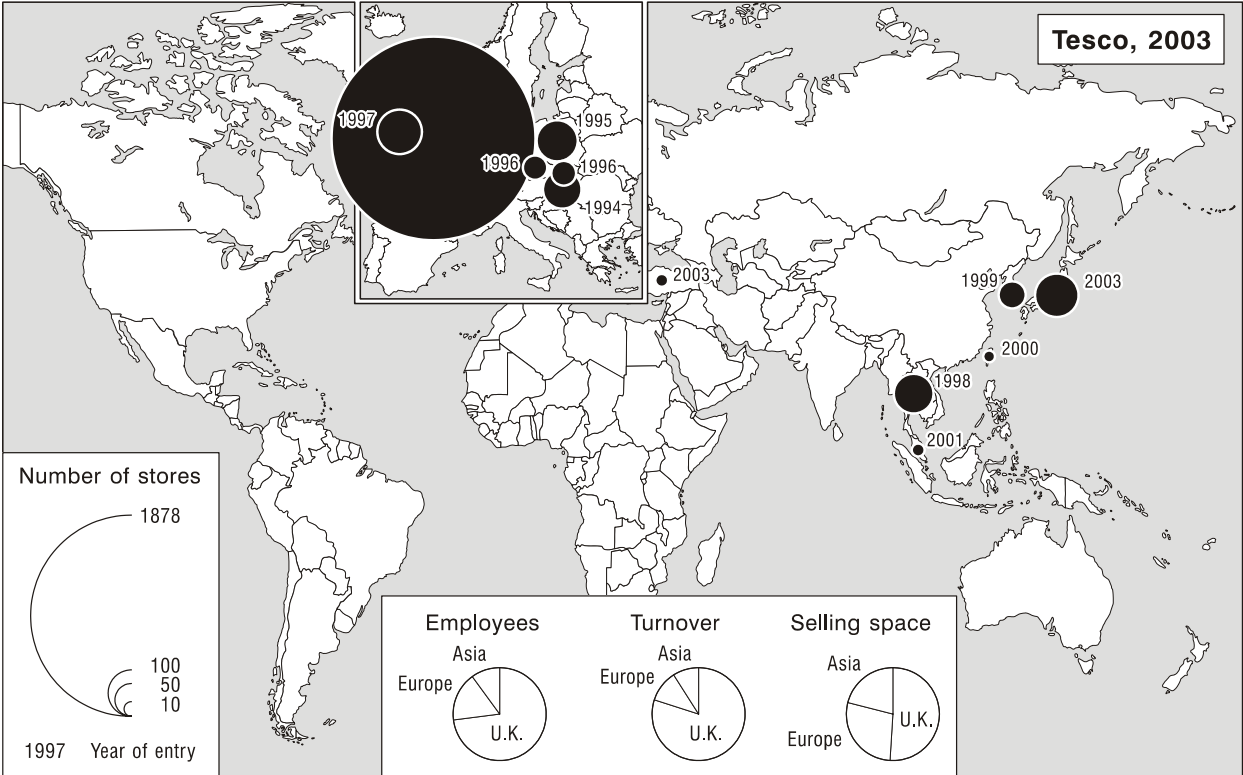 Tesco, 2003
1997
1995
1996
1996
1994
2003
1999
2003
2000
1998
2001
Number of stores
1878
100
50
10
1997 Year of entry
Employees
Asia
Europe
U.K.
Turnover
Asia
Europe
U.K.
Selling space
Asia
U.K.
Europe